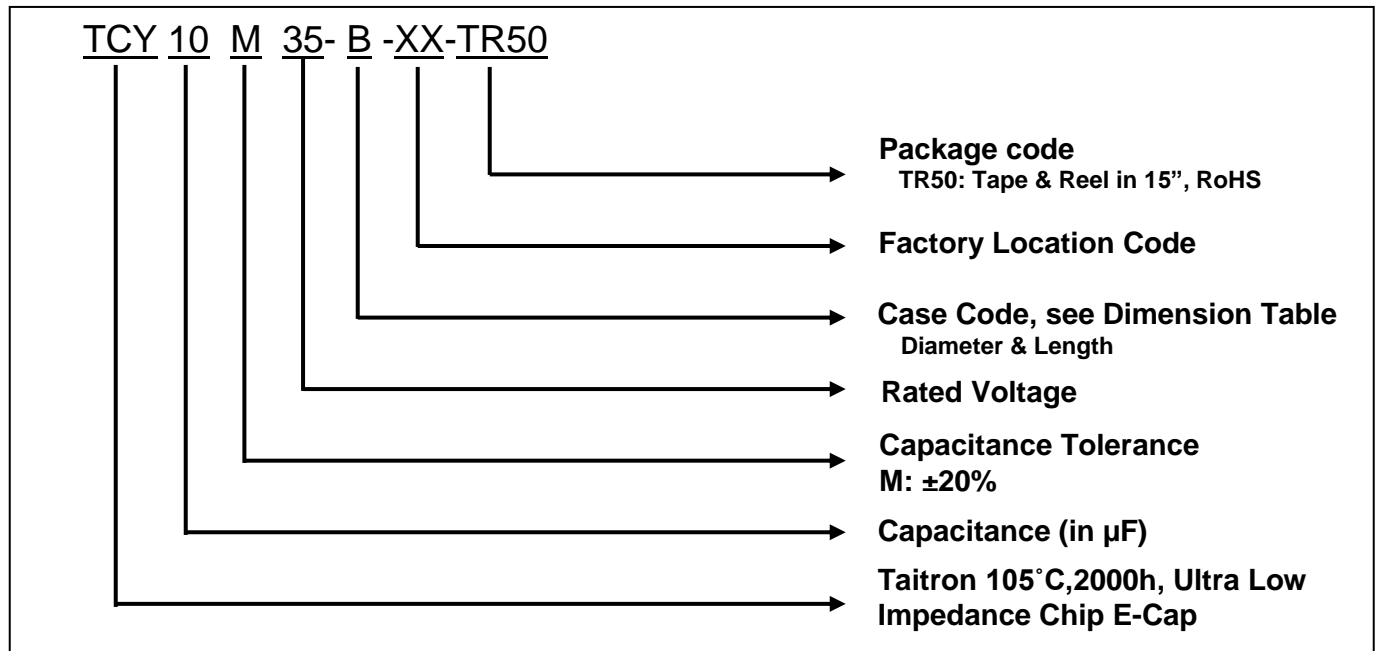 TCY 10 M 35- B -XX-TR50
Package code
TR50: Tape & Reel in 15”, RoHS
Factory Location Code
Case Code, see Dimension Table
Diameter & Length
Rated Voltage
Capacitance Tolerance
M: ±20%
Capacitance (in µF)
Taitron 105˚C,2000h, Ultra Low
Impedance Chip E-Cap